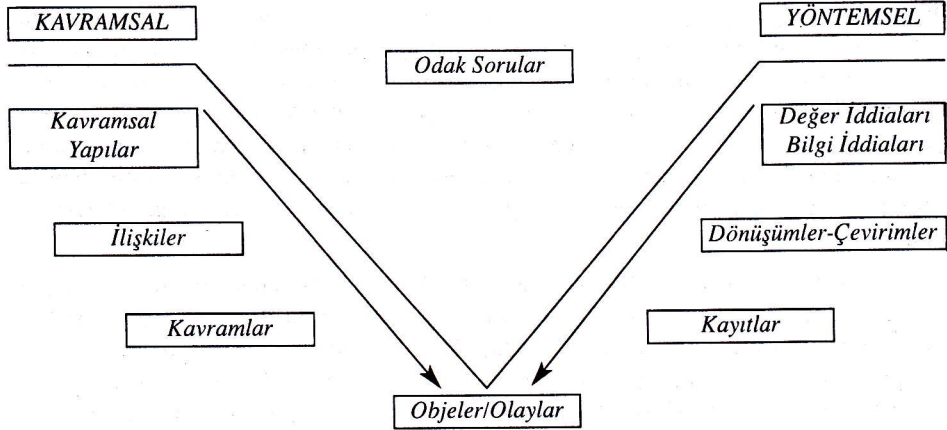 KAVRAMSAL
YÖNTEMSEL
Odak Sorular
Kavramsal
Yapılar
Değer İddiaları
Bilgi İddiaları
İlişkiler
Dönüşümler-Çevirimler
Kavramlar
Kayıtlar
Objeler/Olaylar